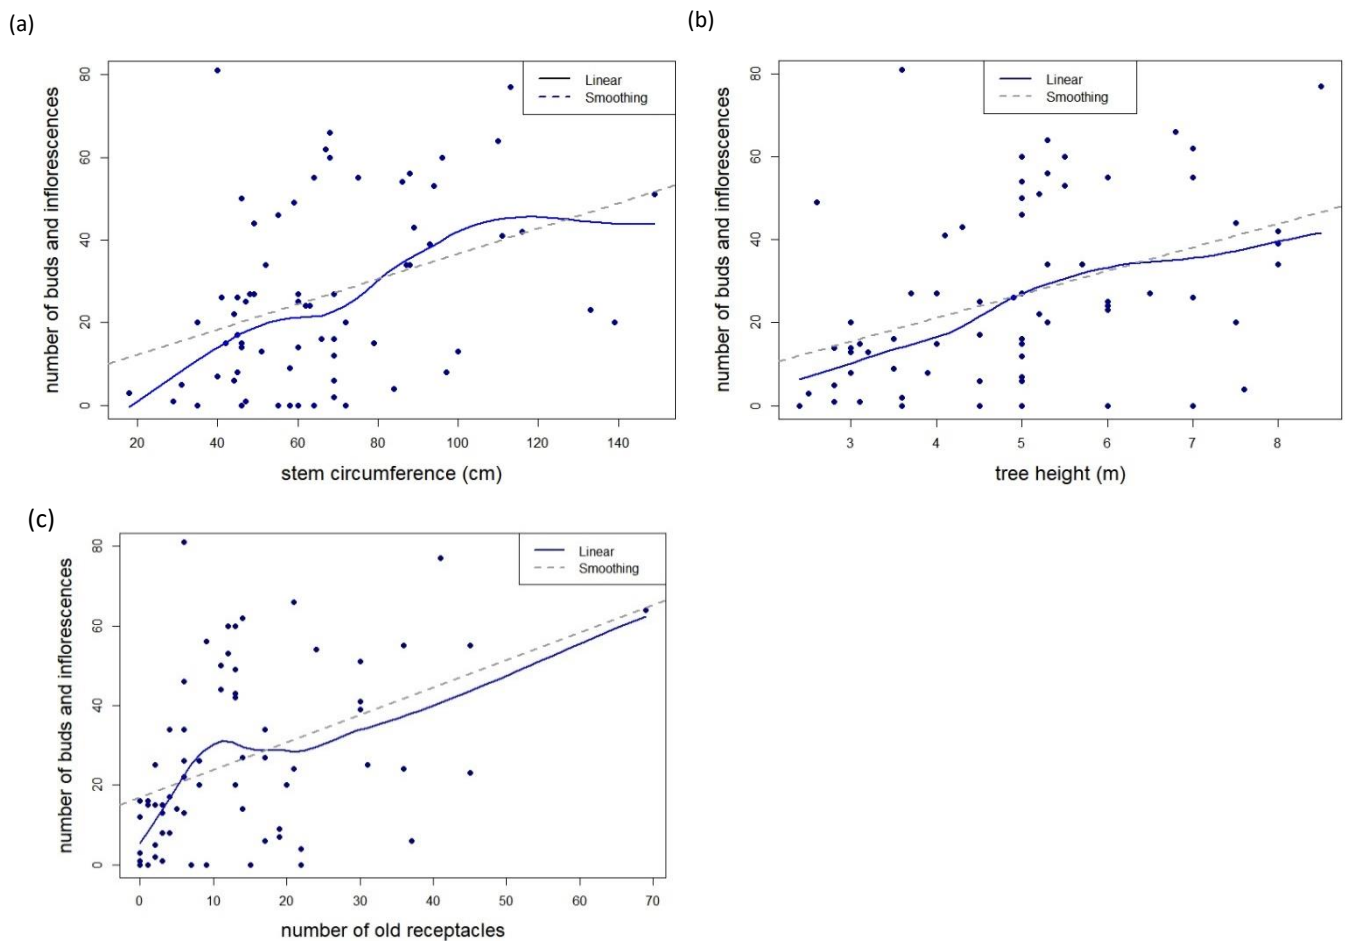 (a)
80
60
40
20
0
number of buds and inflorescences
Linear
Smoothing
20 40 60 80 100 120 140
stem circumference (cm)
(b)
80
60
40
20
0
number of buds and inflorescences
Linear
Smoothing
3 4 5 6 7 8
tree height (m)
(c)
80
60
40
20
0
number of buds and inflorescences
Linear
Smoothing
0 10 20 30 40 50 60 70
number of old receptacles